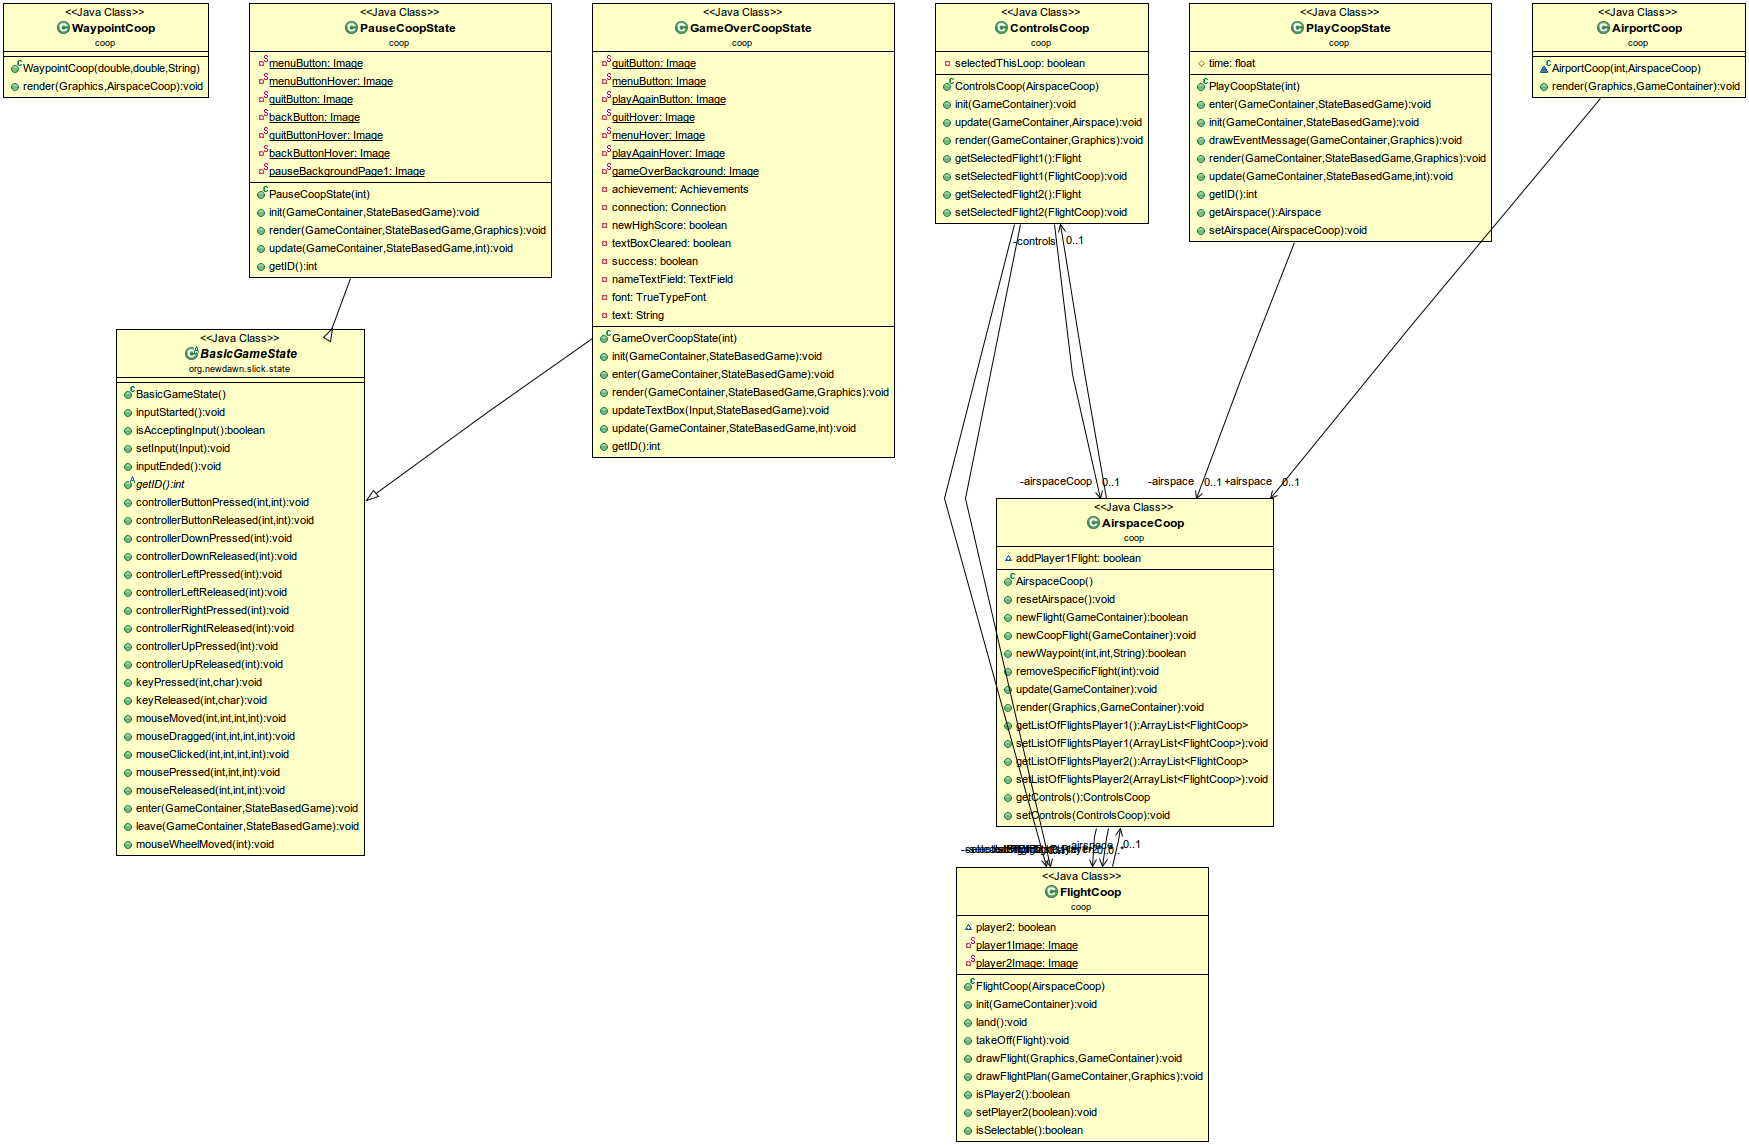 <<Java Class>>
WaypointCoop
coop
WaypointCoop(double,double,String)
render(Graphics,AirspaceCoop):void
<<Java Class>>
PauseCoopState
coop
menuButton: Image
menuButtonHover: Image
quitButton: Image
backButton: Image
quitButtonHover: Image
backButtonHover: Image
pauseBackgroundPage1: Image
PauseCoopState(int)
init(GameContainer,StateBasedGame):void
render(GameContainer,StateBasedGame,Graphics):void
update(GameContainer,StateBasedGame,int):void
getID():int
<<Java Class>>
GameOverCoopState
coop
quitButton: Image
menuButton: Image
playAgainButton: Image
quitHover: Image
menuHover: Image
playAgainHover: Image
gameOverBackground: Image
achievement: Achievements
connection: Connection
newHighScore: boolean
textBoxCleared: boolean
success: boolean
nameTextField: TextField
font: TrueTypeFont
text: String
GameOverCoopState(int)
init(GameContainer,StateBasedGame):void
enter(GameContainer,StateBasedGame):void
render(GameContainer,StateBasedGame,Graphics):void
updateTextBox(Input,StateBasedGame):void
update(GameContainer,StateBasedGame,int):void
getID():int
<<Java Class>>
ControlsCoop
coop
selectedThisLoop: boolean
ControlsCoop(AirspaceCoop)
init(GameContainer):void
update(GameContainer,Airspace):void
render(GameContainer,Graphics):void
getSelectedFlight1():Flight
setSelectedFlight1(FlightCoop):void
getSelectedFlight2():Flight
setSelectedFlight2(FlightCoop):void
<<Java Class>>
PlayCoopState
coop
time: float
PlayCoopState(int)
enter(GameContainer,StateBasedGame):void
init(GameContainer,StateBasedGame):void
drawEventMessage(GameContainer,Graphics):void
render(GameContainer,StateBasedGame,Graphics):void
update(GameContainer,StateBasedGame,int):void
getID():int
getAirspace():Airspace
setAirspace(AirspaceCoop):void
<<Java Class>>
AirportCoop
coop
AirportCoop(int,AirspaceCoop)
render(Graphics,GameContainer):void
-controls 0..1
<<Java Class>>
BasicGameState
org.newdawn.slick.state
BasicGameState()
inputStarted():void
isAcceptingInput():boolean
setInput(Input):void
inputEnded():void
getID():int
controllerButtonPressed(int,int):void
controllerButtonReleased(int,int):void
controllerDownPressed(int):void
controllerDownReleased(int):void
controllerLeftPressed(int):void
controllerLeftReleased(int):void
controllerRightPressed(int):void
controllerRightReleased(int):void
controllerUpPressed(int):void
controllerUpReleased(int):void
keyPressed(int,char):void
keyReleased(int,char):void
mouseMoved(int,int,int,int):void
mouseDragged(int,int,int,int):void
mouseClicked(int,int,int,int):void
mousePressed(int,int,int):void
mouseReleased(int,int,int):void
enter(GameContainer,StateBasedGame):void
leave(GameContainer,StateBasedGame):void
mouseWheelMoved(int):void
-airspaceCoop 0..1
-airspace 0..1
+airspace 0..1
<<Java Class>>
AirspaceCoop
coop
addPlayer1Flight: boolean
AirspaceCoop()
resetAirspace():void
newFlight(GameContainer):boolean
newCoopFlight(GameContainer):void
newWaypoint(int,int,String):boolean
removeSpecificFlight(int):void
update(GameContainer):void
render(Graphics,GameContainer):void
getListOfFlightsPlayer1():ArrayList<FlightCoop>
setListOfFlightsPlayer1(ArrayList<FlightCoop>):void
getListOfFlightsPlayer2():ArrayList<FlightCoop>
setListOfFlightsPlayer2(ArrayList<FlightCoop>):void
getControls():ControlsCoop
setControls(ControlsCoop):void
-airspace 0..1
<<Java Class>>
FlightCoop
coop
player2: boolean
player1Image: Image
player2Image: Image
FlightCoop(AirspaceCoop)
init(GameContainer):void
land():void
takeOff(Flight):void
drawFlight(Graphics,GameContainer):void
drawFlightPlan(GameContainer,Graphics):void
isPlayer2():boolean
setPlayer2(boolean):void
isSelectable():boolean